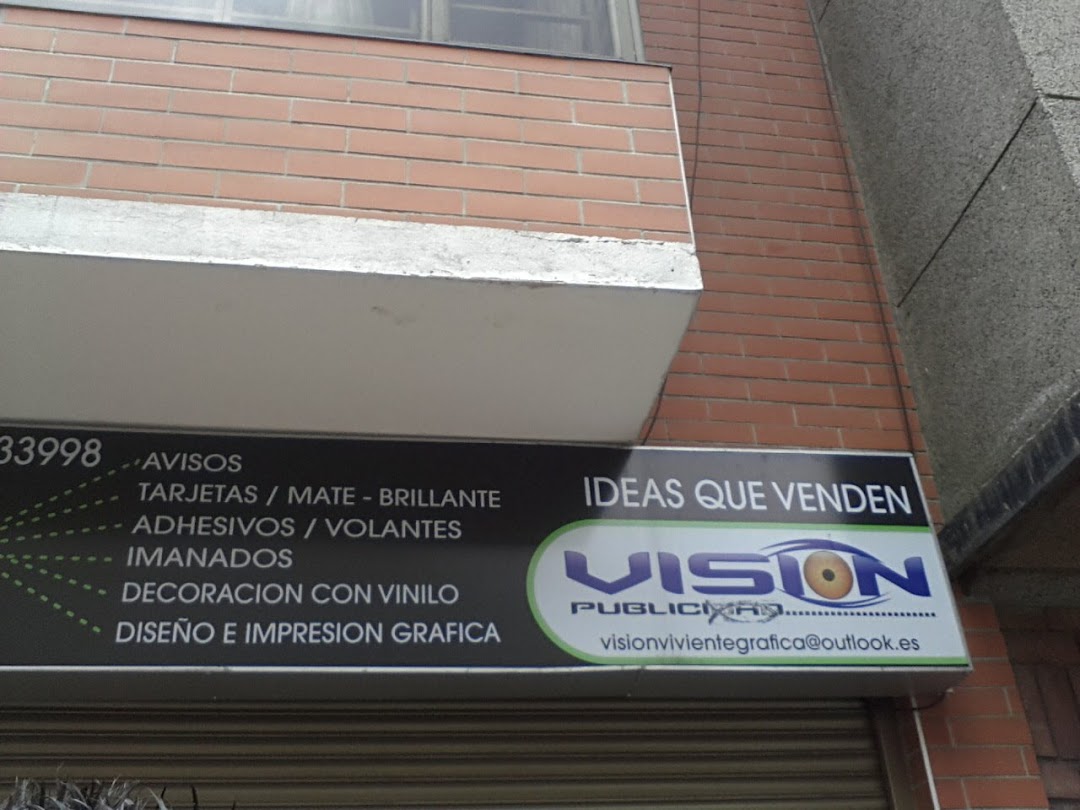 33998
AVISOS
TARJETAS / MATE - BRILLANTE
ADHESIVOS / VOLANTES
IMANADOS
DECORACION CON VINILO
DISEÑO E IMPRESION GRAFICA
IDEAS QUE VENDEN
VISION
PUBLICIDAD
visionvivientegrafica@outlook.es